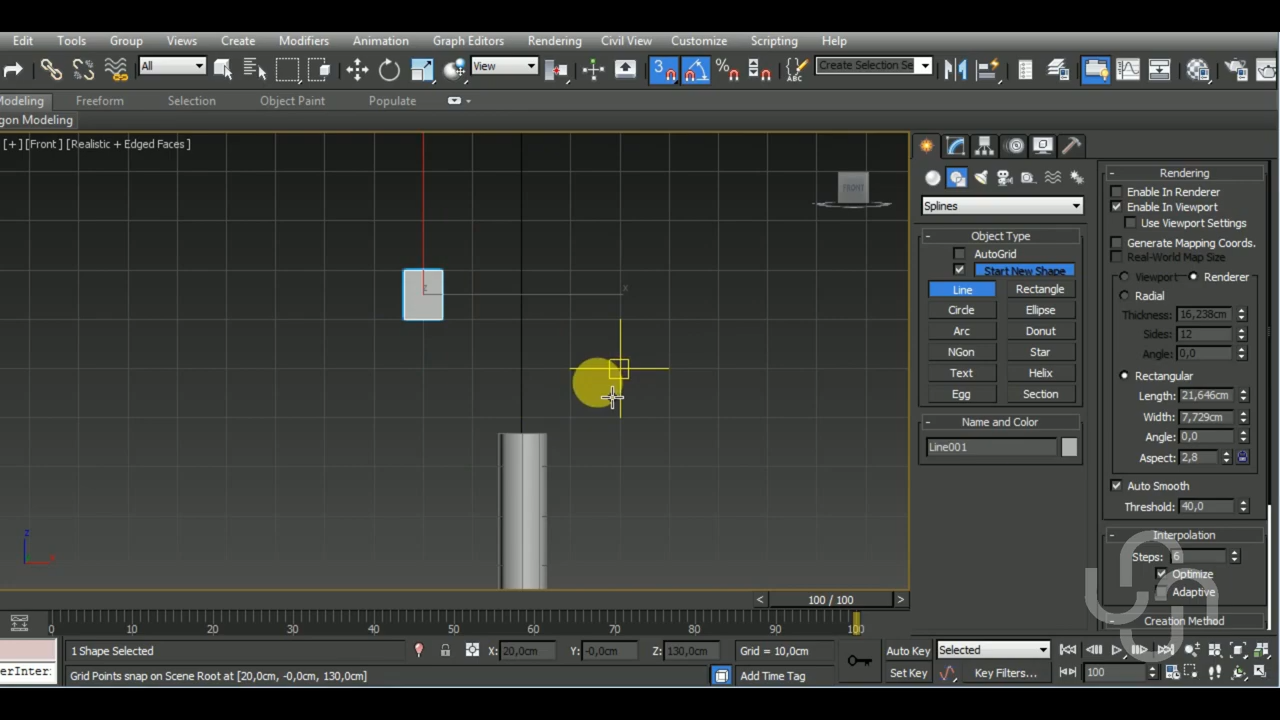 Edit Tools Group Views Create Modifiers Animation Graph Editors Rendering Civil View Customize Scripting Help
All View 3 % ABC Create Selection Se
Modeling Freeform Selection Object Paint Populate
gon Modeling
[+] [Front ] [Realistic + Edged Faces ]
FRONT
z x
z
x
Splines
- Object Type
AutoGrid
Start New Shape
Line Rectangle
Circle Ellipse
Arc Donut
NGon Star
Text Helix
Egg Section
- Name and Color
Line001
- Rendering
Enable In Renderer
Enable In Viewport
Use Viewport Settings
Generate Mapping Coords.
Real-World Map Size
Viewport Renderer
Radial
Thickness: 16,238cm
Sides: 12
Angle: 0,0
Rectangular
Length: 21,646cm
Width: 7,729cm
Angle: 0,0
Aspect: 2,8
Auto Smooth
Threshold: 40,0
- Interpolation
Steps: 6
Optimize
Adaptive
- Creation Method
< 100 / 100 >
0 10 20 30 40 50 60 70 80 90 100
1 Shape Selected X: 20,0cm Y: -0,0cm Z: 130,0cm Grid = 10,0cm Auto Key Selected
erInter: Grid Points snap on Scene Root at [20,0cm, -0,0cm, 130,0cm] Add Time Tag Set Key Key Filters... 100